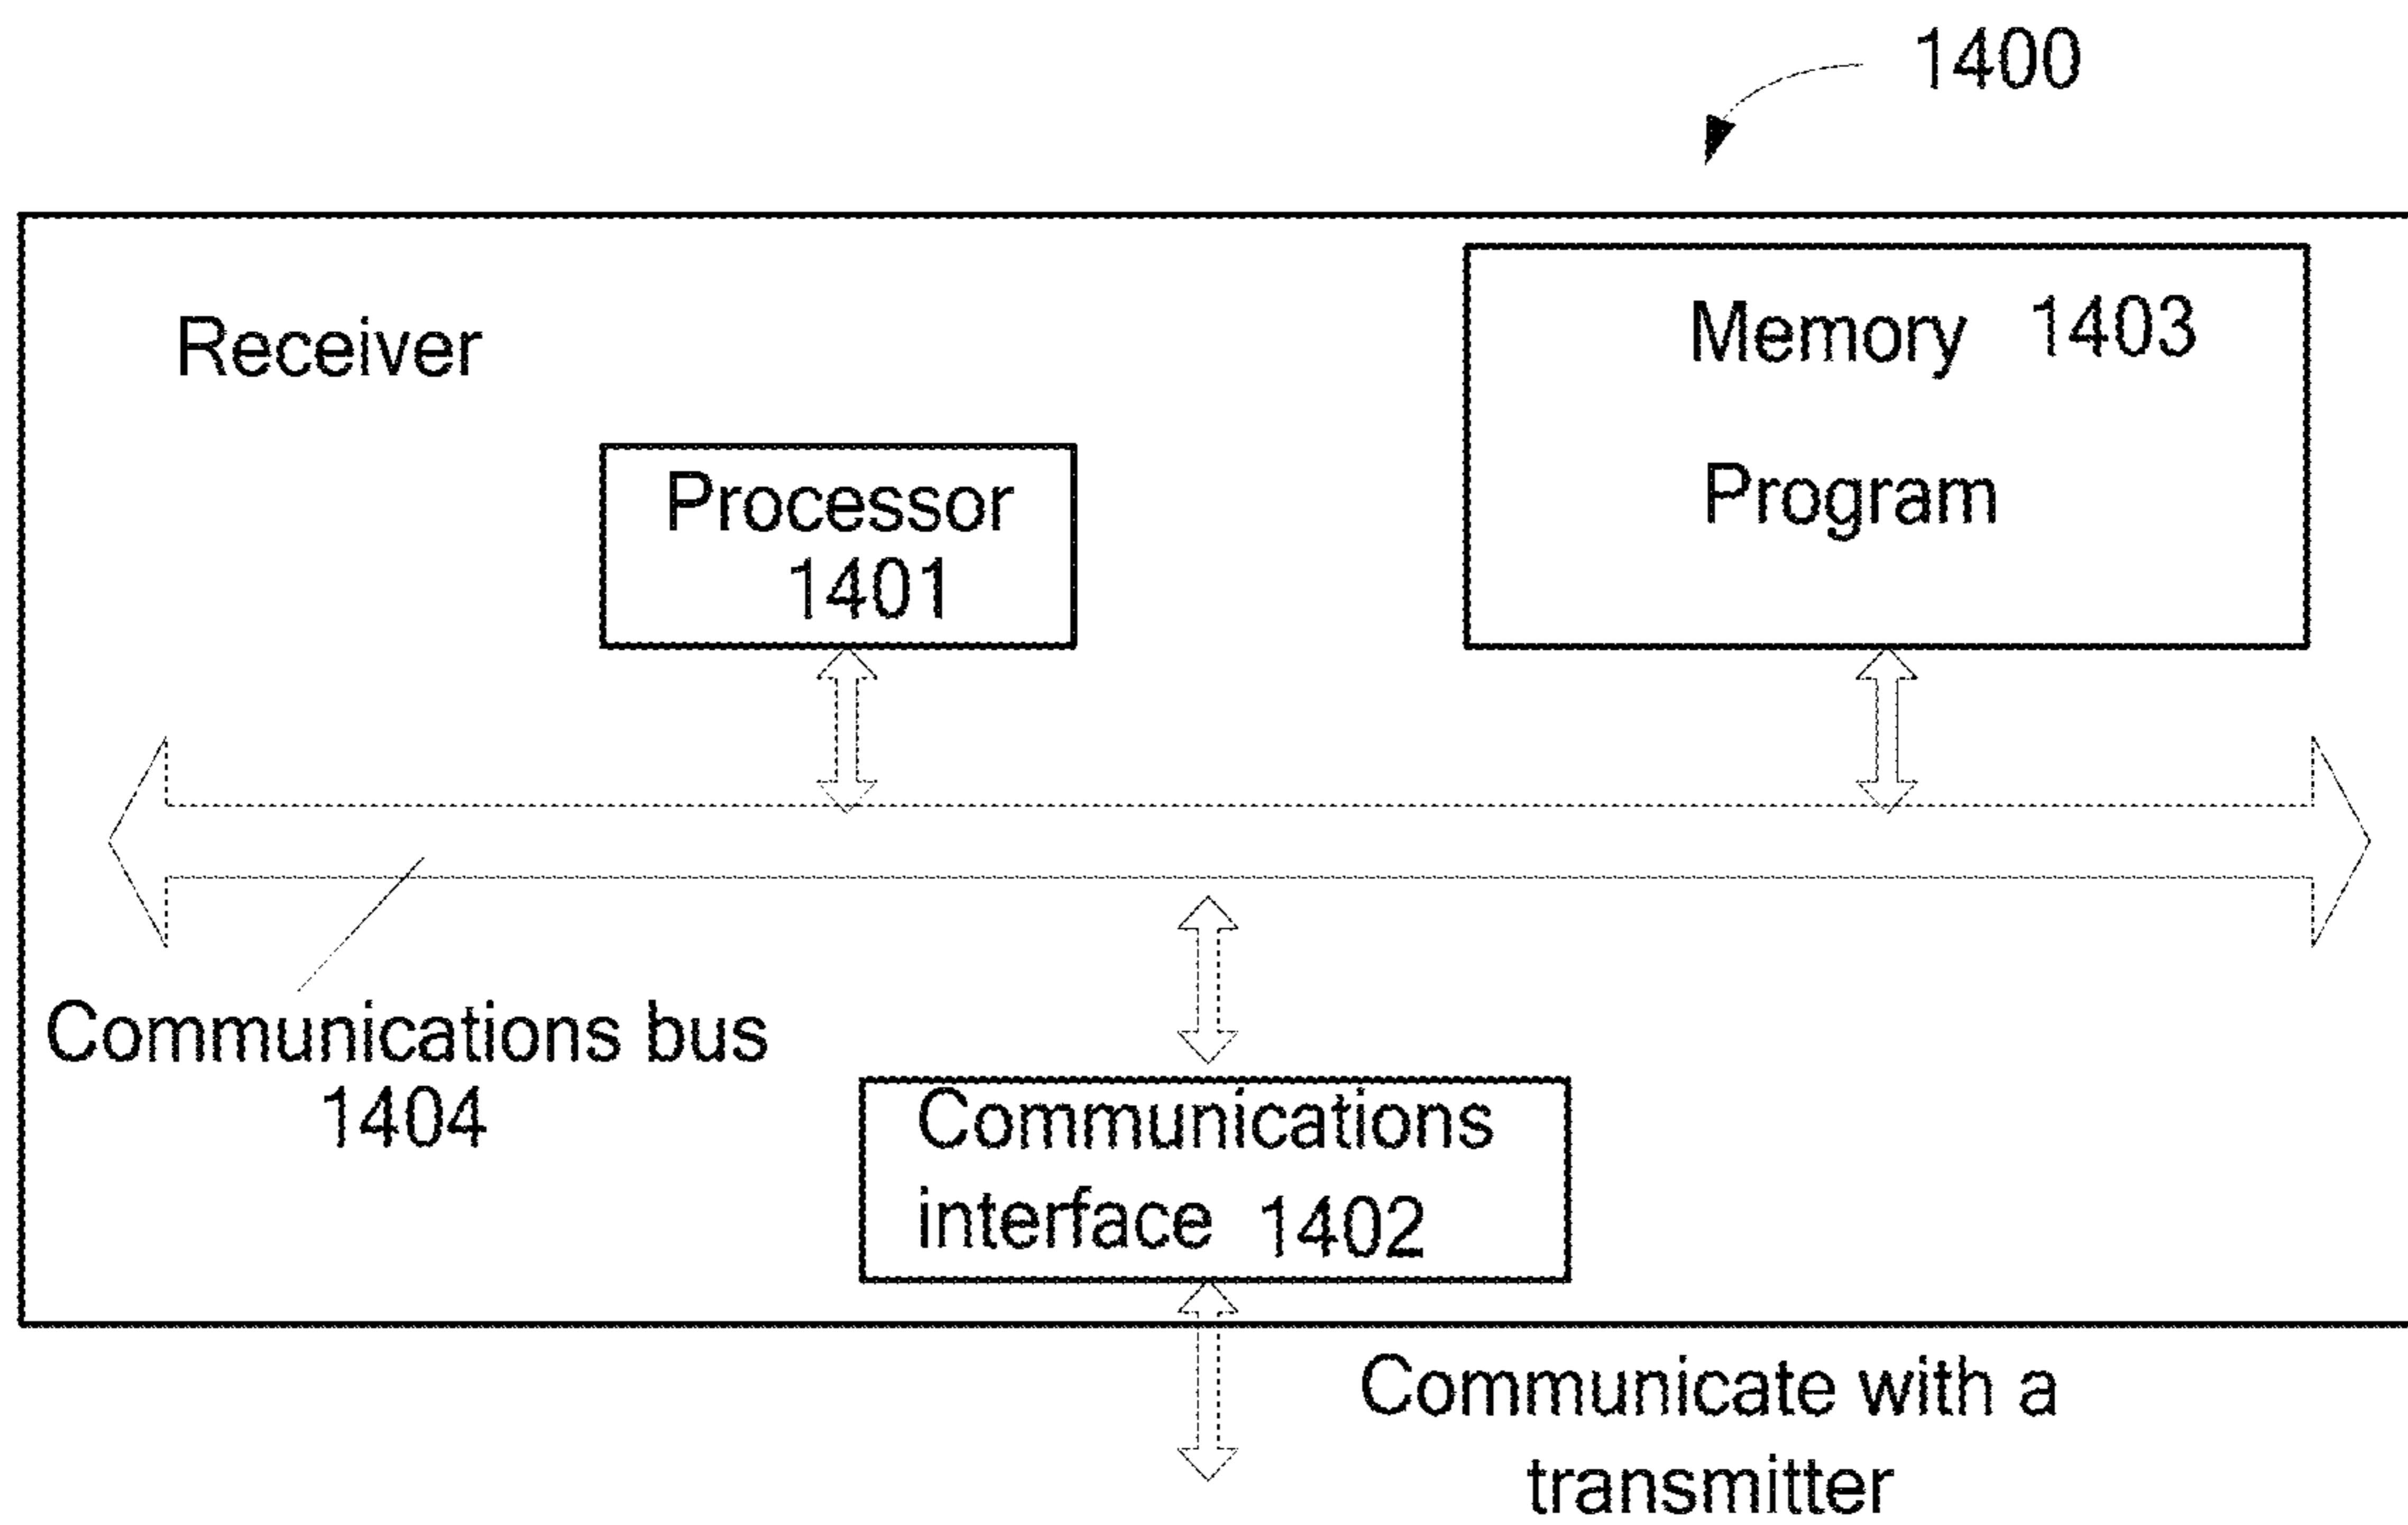 1400
Receiver
Memory 1403
Program
Processor
1401
Communications bus
1404
Communications
interface 1402
Communicate with a
transmitter